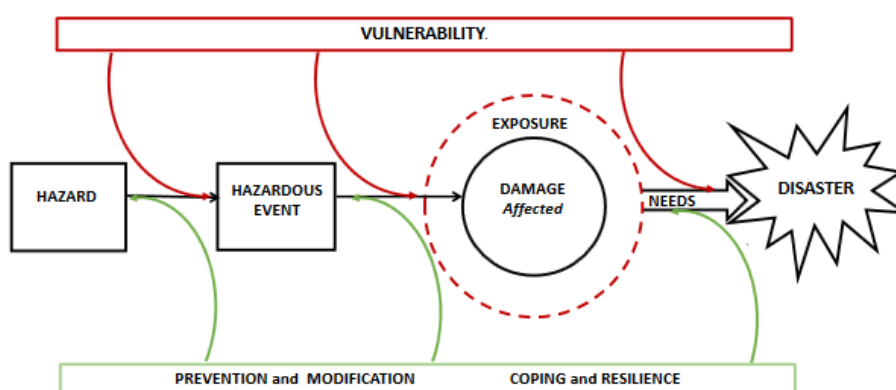 VULNERABILITY.
EXPOSURE
HAZARD
HAZARDOUS
EVENT
DAMAGE
Affected
NEEDS
DISASTER
PREVENTION and MODIFICATION
COPING and RESILIENCE